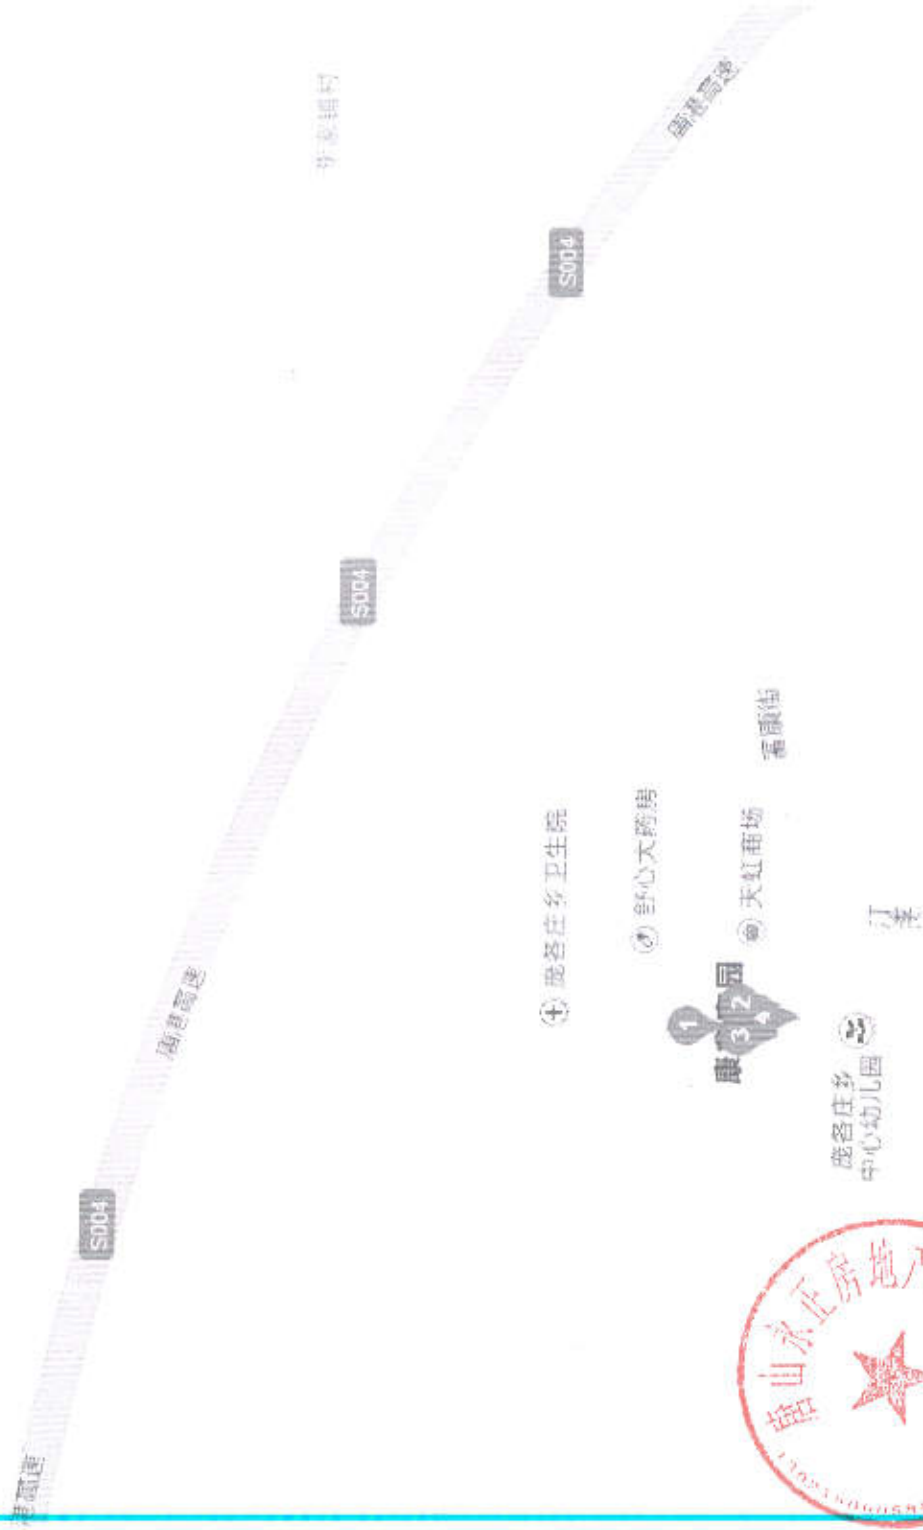 唐港高速
S004
S004
唐港高速
S004
港高速
富康街
庞各庄乡卫生院
舒心大药房
天虹商场
康
园
1
2
3
4
庞各庄乡
中心幼儿园
唐山永正房地产